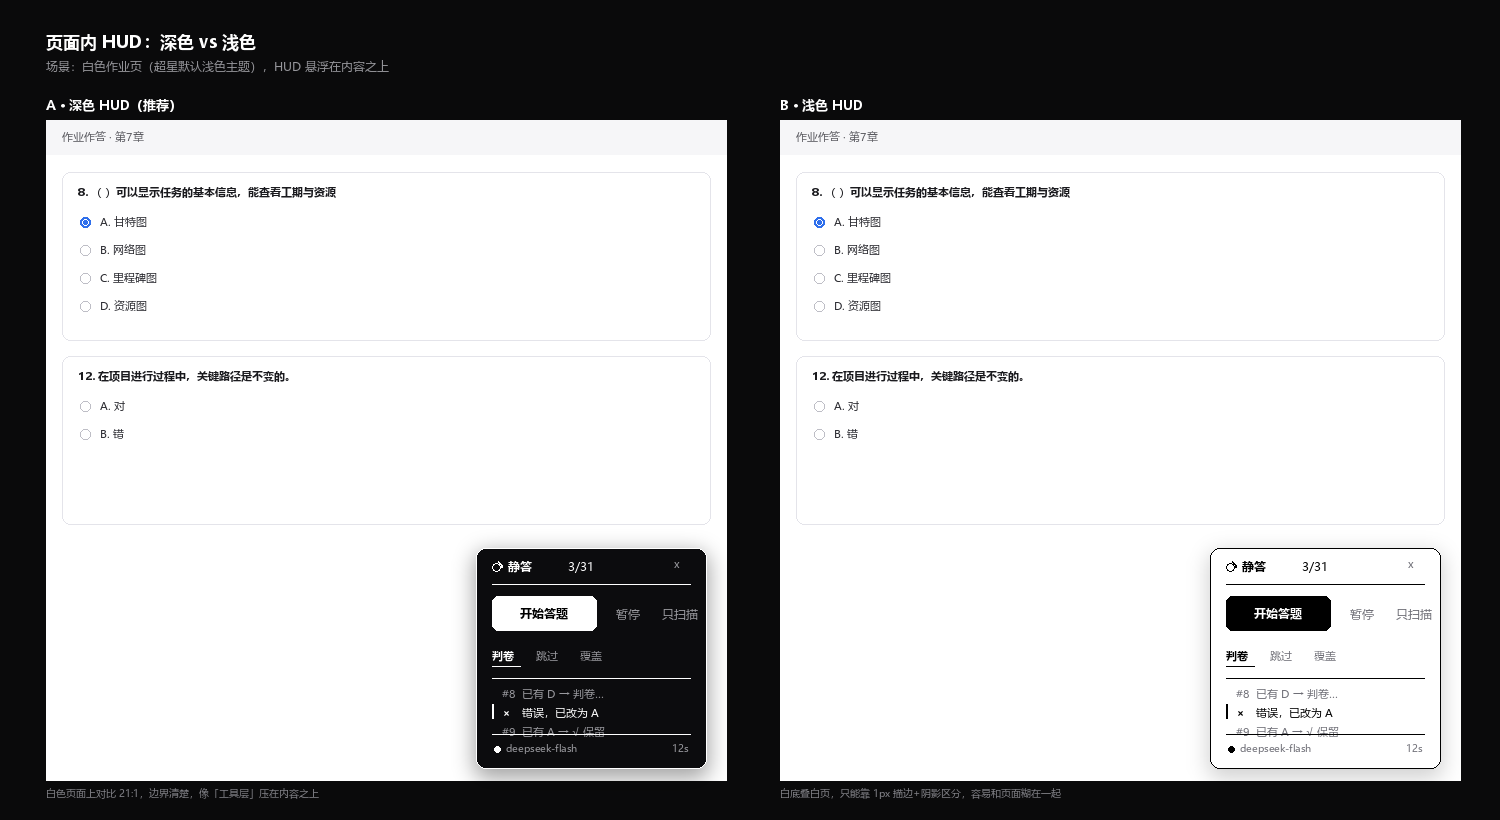 页面内 HUD：深色 vs 浅色
场景：白色作业页（超星默认浅色主题），HUD 悬浮在内容之上
A • 深色 HUD（推荐）
作业作答 · 第7章
8. （ ）可以显示任务的基本信息，能查看工期与资源
A. 甘特图
B. 网络图
C. 里程碑图
D. 资源图
12. 在项目进行过程中，关键路径是不变的。
A. 对
B. 错
静答 3/31 x
开始答题 暂停 只扫描
判卷 跳过 覆盖
#8 已有 D → 判卷...
× 错误，已改为 A
#9 已有 A → √ 保留
deepseek-flash 12s
白色页面上对比 21:1，边界清楚，像「工具层」压在内容之上
B • 浅色 HUD
作业作答 · 第7章
8. （ ）可以显示任务的基本信息，能查看工期与资源
A. 甘特图
B. 网络图
C. 里程碑图
D. 资源图
12. 在项目进行过程中，关键路径是不变的。
A. 对
B. 错
静答 3/31 x
开始答题 暂停 只扫描
判卷 跳过 覆盖
#8 已有 D → 判卷...
× 错误，已改为 A
#9 已有 A → √ 保留
deepseek-flash 12s
白底叠白页，只能靠 1px 描边+阴影区分，容易和页面糊在一起